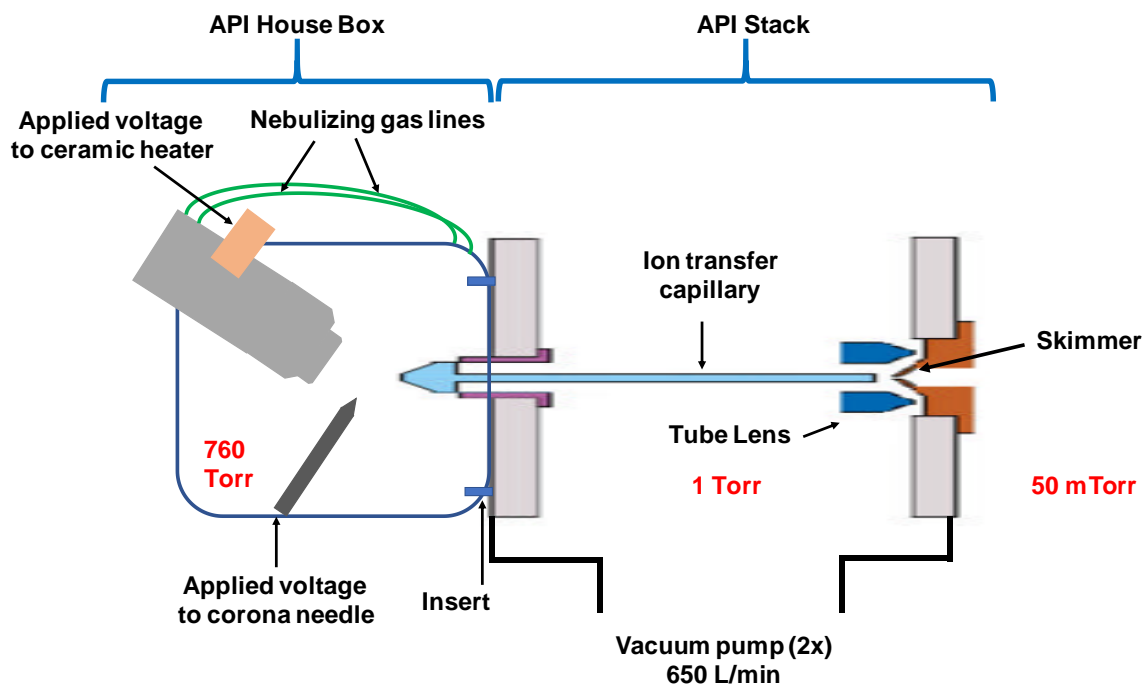 API House Box
API Stack
Applied voltage
to ceramic heater
Nebulizing gas lines
Ion transfer
capillary
Skimmer
Tube Lens
760
Torr
1 Torr
50 mTorr
Applied voltage
to corona needle
Insert
Vacuum pump (2x)
650 L/min